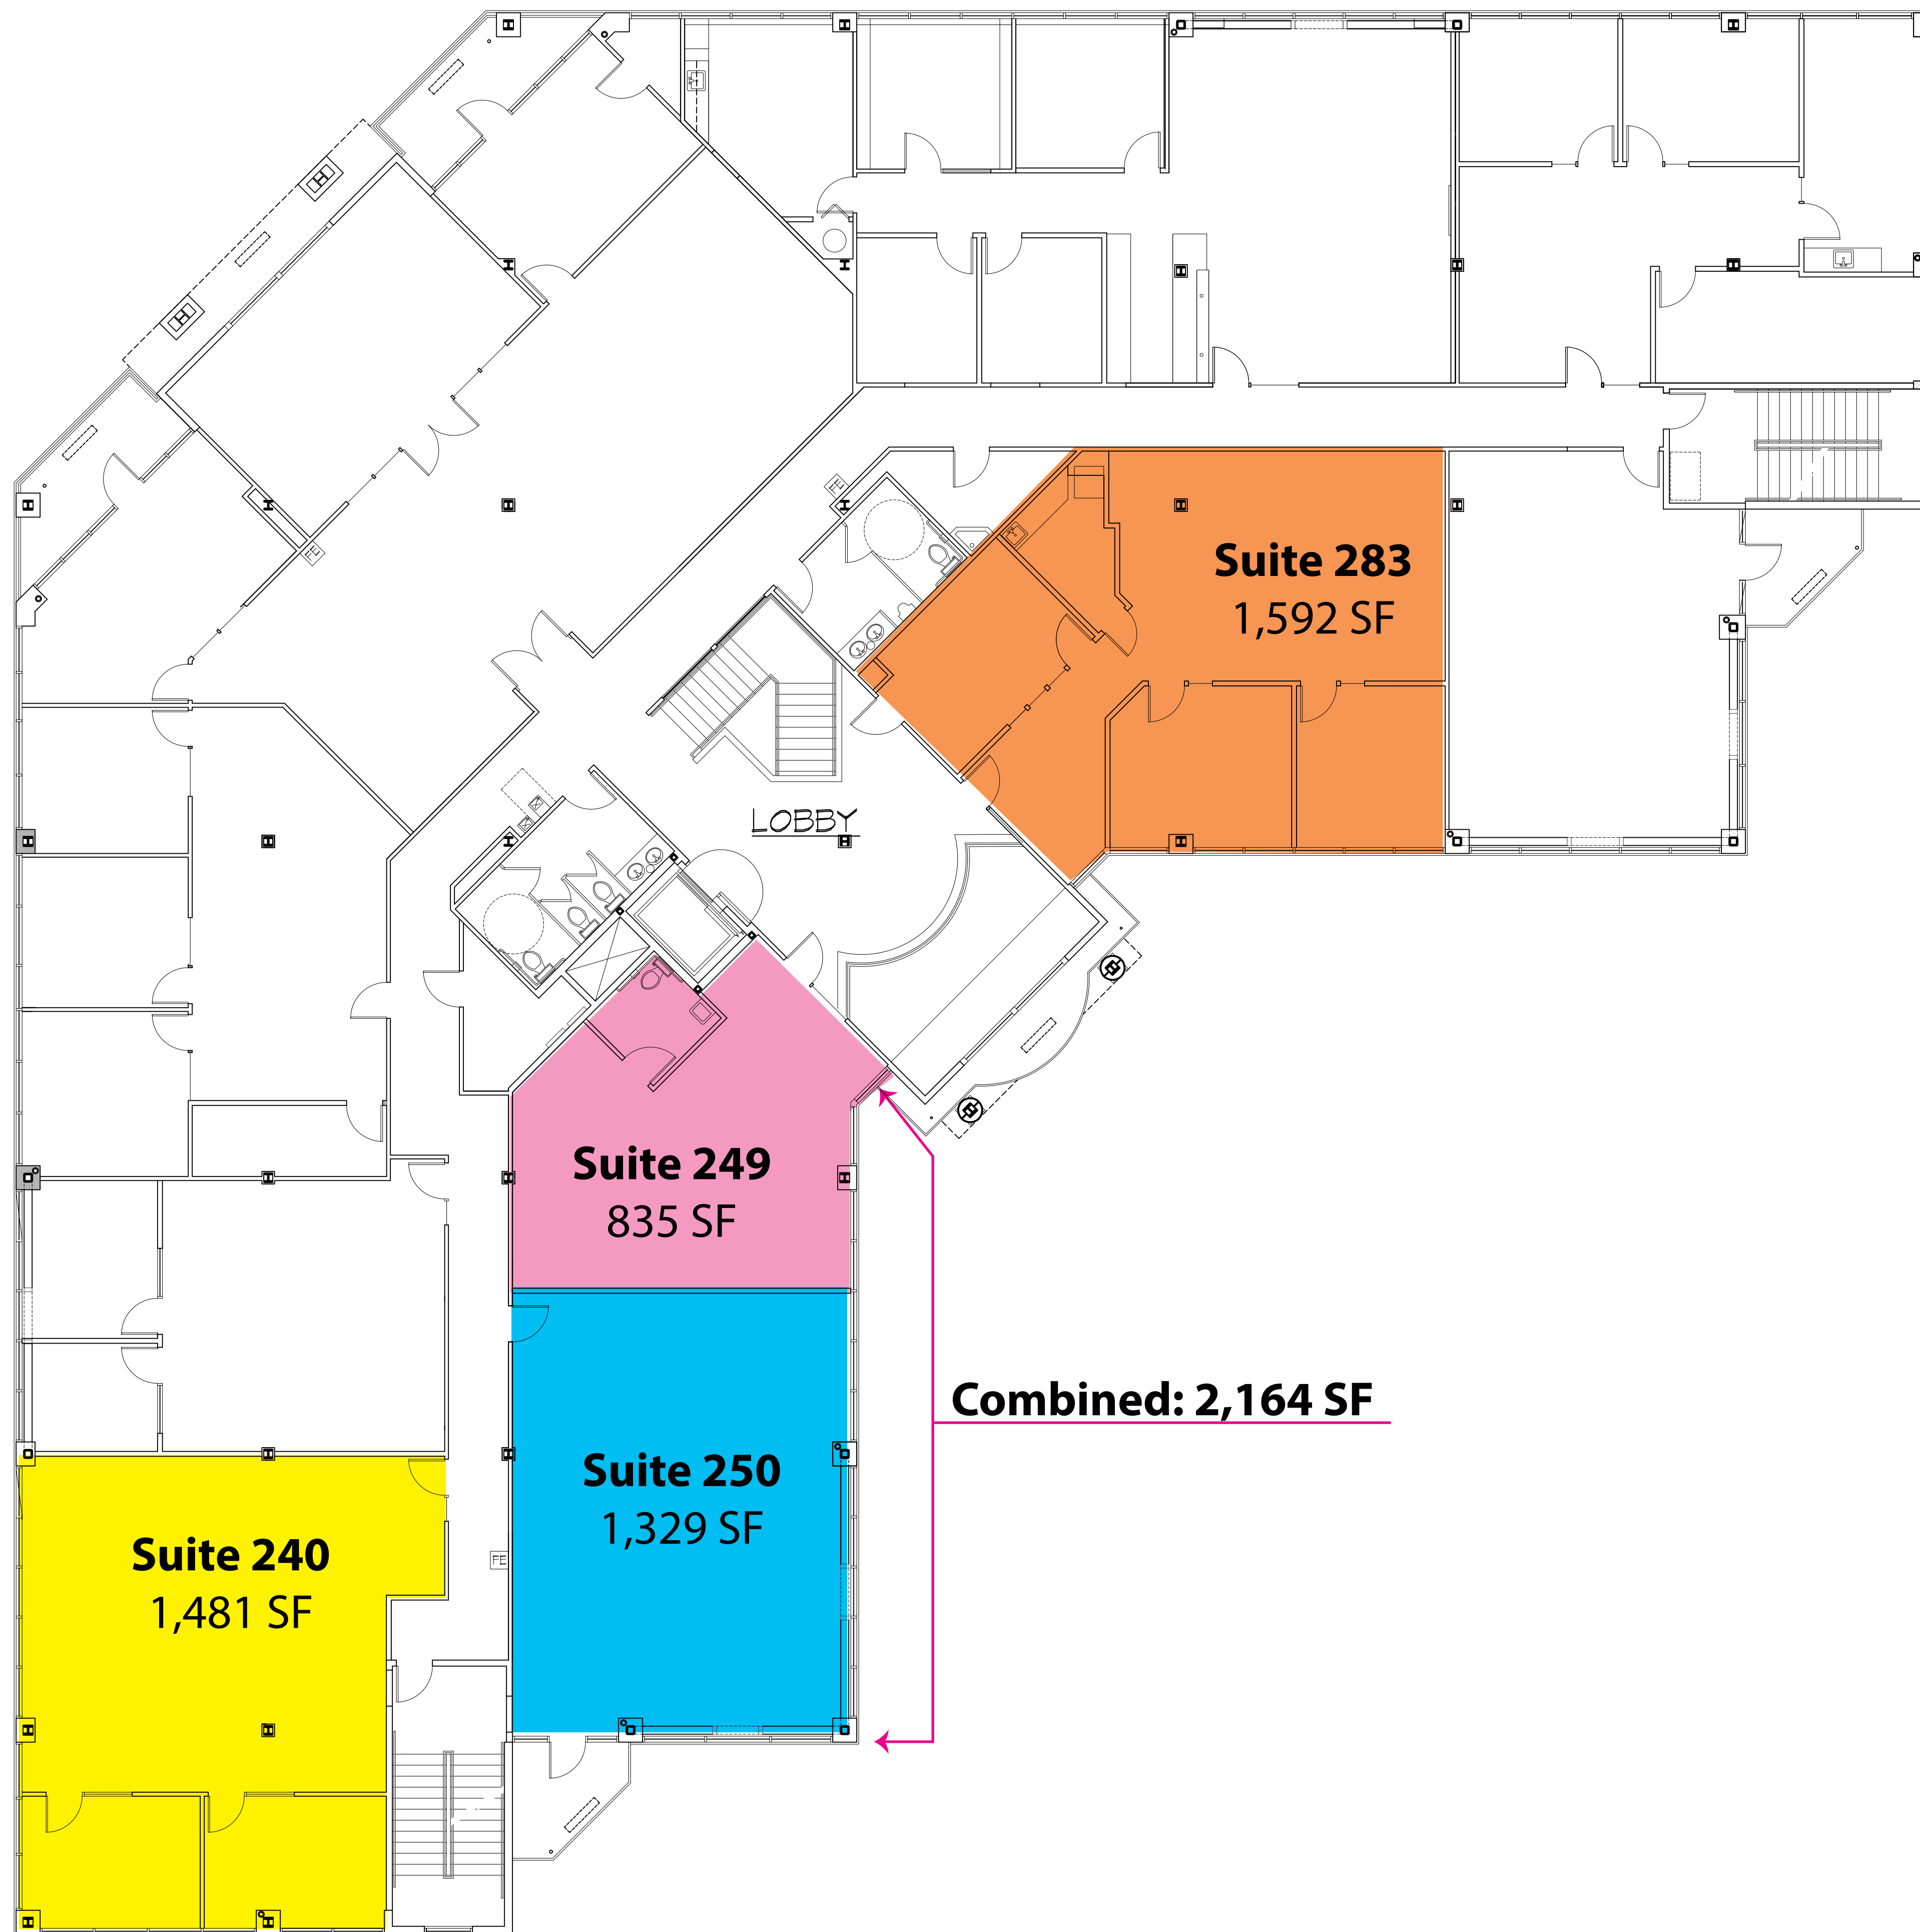 FE
Suite 283
1,592 SF
FE
LOBBY
Suite 249
835 SF
Combined: 2,164 SF
Suite 250
1,329 SF
Suite 240
1,481 SF
FE